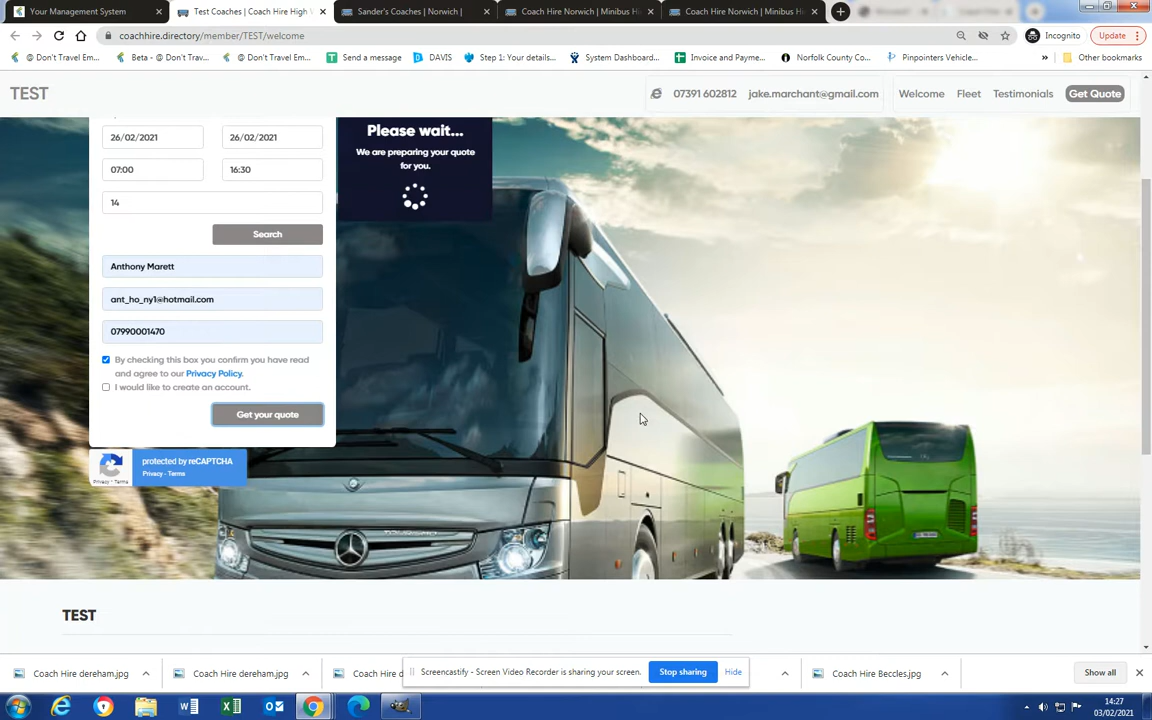 Your Management System
Test Coaches | Coach Hire High
Sander's Coaches | Norwich |
Coach Hire Norwich | Minibus Hi
Coach Hire Norwich | Minibus Hi
coachhire.directory/member/TEST/welcome
Incognito
Update
@ Don't Travel Em...
Beta - @ Don't Trav...
@ Don't Travel Em...
Send a message
DAVIS
Step 1: Your details...
System Dashboard...
Invoice and Payme...
Norfolk County Co...
Pinpointers Vehicle...
»
Other bookmarks
TEST
07391 602812
jake.marchant@gmail.com
Welcome
Fleet
Testimonials
Get Quote
26/02/2021
26/02/2021
07:00
16:30
14
Search
Please wait...
We are preparing your quote
for you.
Anthony Marett
ant_ho_ny1@hotmail.com
07990001470
By checking this box you confirm you have read
and agree to our Privacy Policy.
I would like to create an account.
Get your quote
protected by reCAPTCHA
Privacy - Terms
Privacy - Terms
TOURISMO
TEST
Coach Hire dereham.jpg
Coach Hire dereham.jpg
Coach Hire d
Screencastify - Screen Video Recorder is sharing your screen.
Stop sharing
Hide
Coach Hire Beccles.jpg
Show all
14:27
03/02/2021